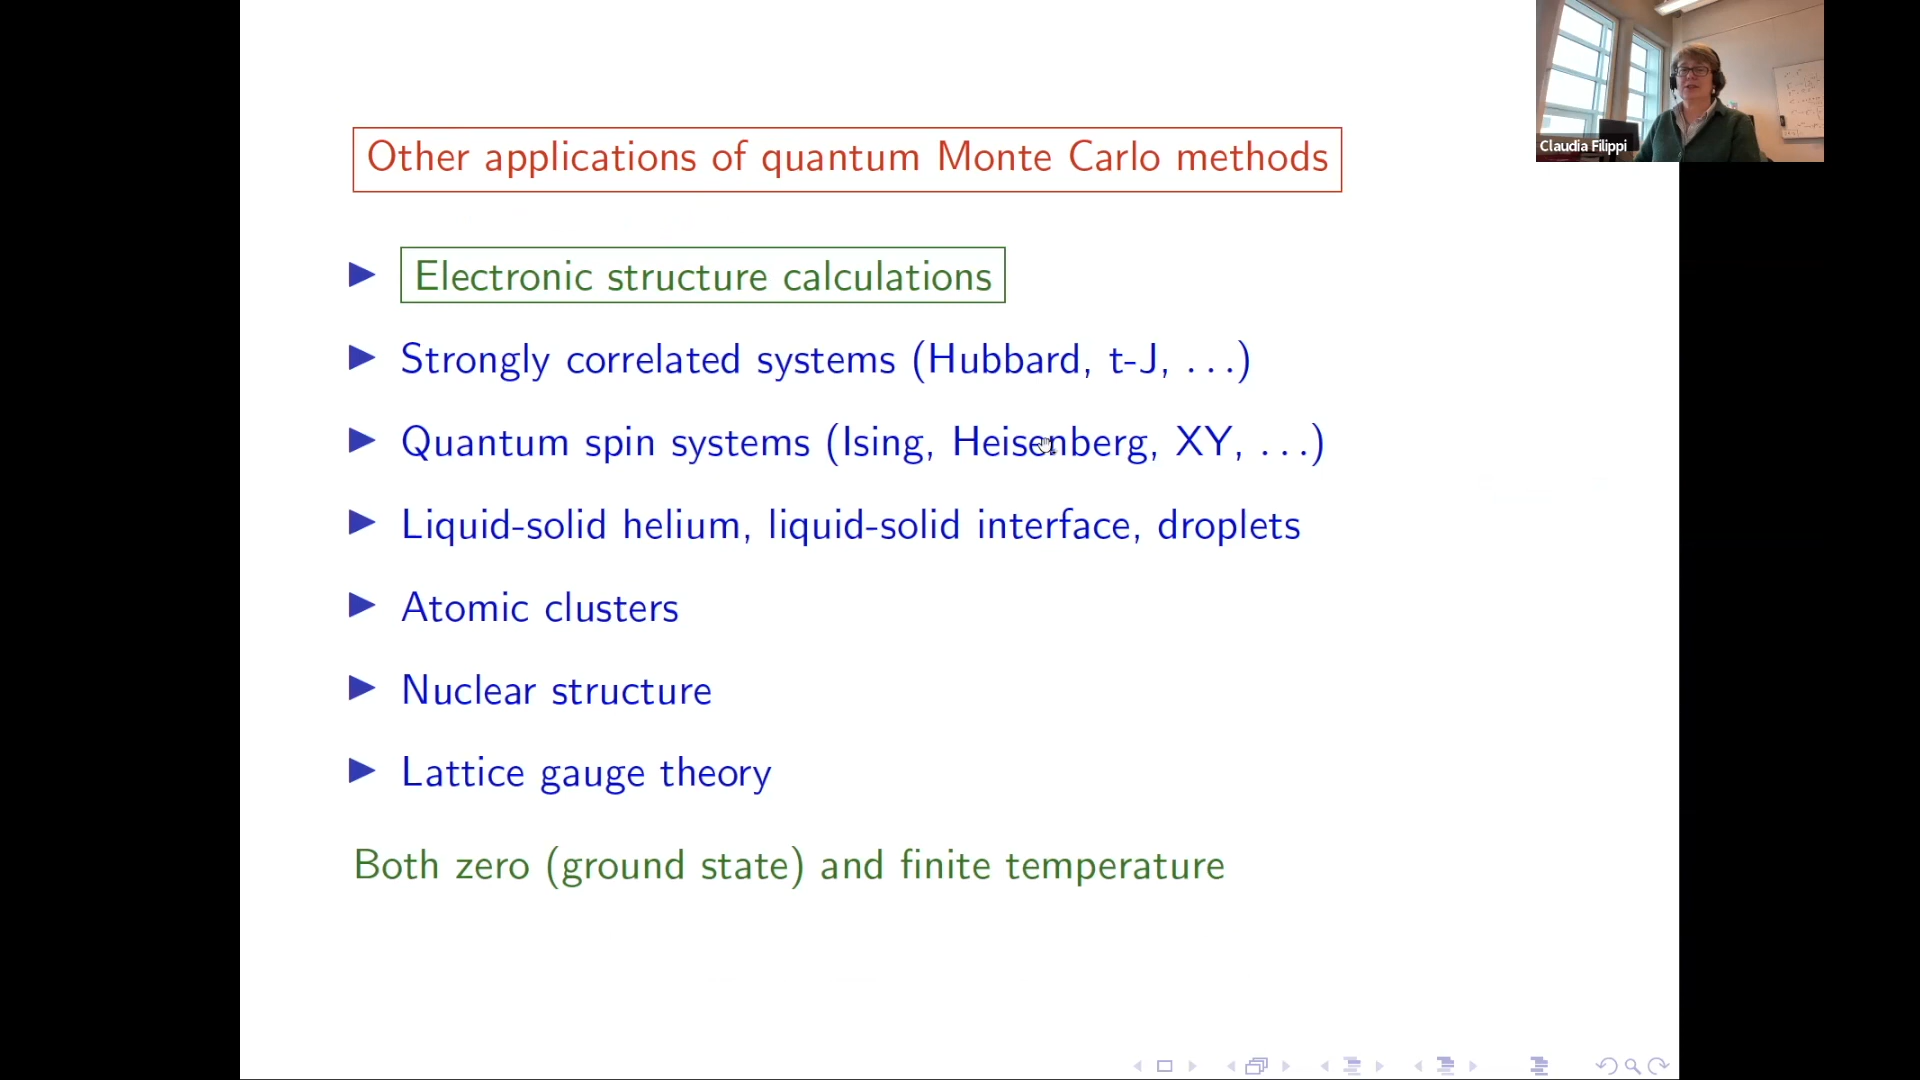 Other applications of quantum Monte Carlo methods
Electronic structure calculations
Strongly correlated systems (Hubbard, t-J, ...)
Quantum spin systems (Ising, Heisenberg, XY, ...)
Liquid-solid helium, liquid-solid interface, droplets
Atomic clusters
Nuclear structure
Lattice gauge theory
Both zero (ground state) and finite temperature
Claudia Filippi